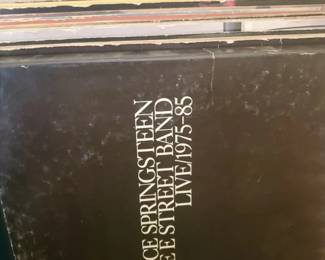 CE SPRINGSTEEN
E E STREET BAND
LIVE/1975-85